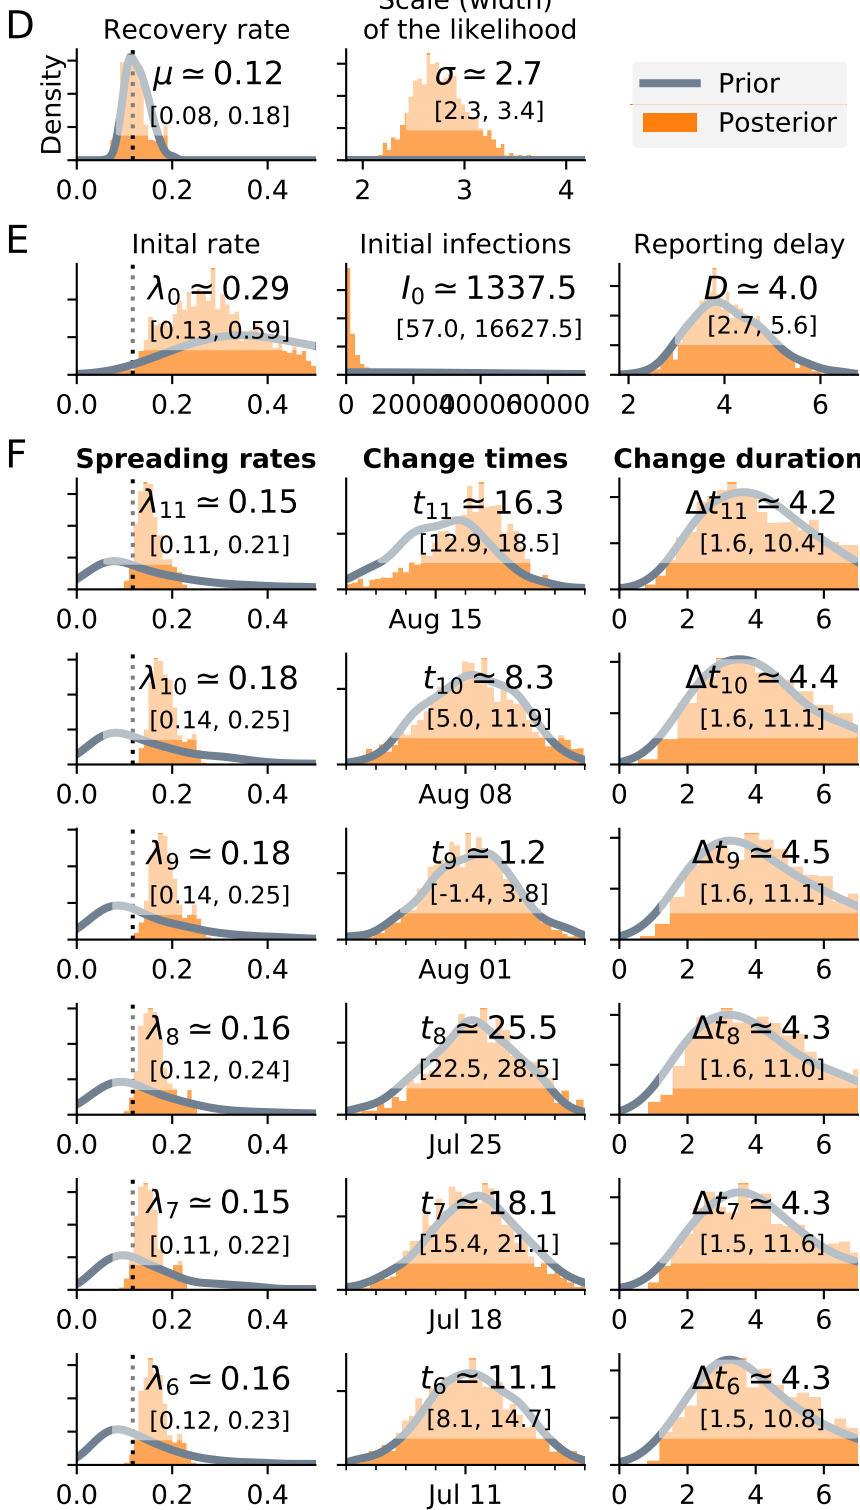 D
Recovery rate
Scale (width)
of the likelihood
Density
μ ≃ 0.12
[0.08, 0.18]
0.0 0.2 0.4
σ ≃ 2.7
[2.3, 3.4]
2 3 4
Prior
Posterior
E
Inital rate
λ0 ≃ 0.29
[0.13, 0.59]
0.0 0.2 0.4
Initial infections
I0 ≃ 1337.5
[57.0, 16627.5]
0 20000 40000 60000
Reporting delay
D ≃ 4.0
[2.7, 5.6]
2 4 6
F
Spreading rates
Change times
Change duration
λ11 ≃ 0.15
[0.11, 0.21]
0.0 0.2 0.4
t11 ≃ 16.3
[12.9, 18.5]
Aug 15
Δt11 ≃ 4.2
[1.6, 10.4]
0 2 4 6
λ10 ≃ 0.18
[0.14, 0.25]
0.0 0.2 0.4
t10 ≃ 8.3
[5.0, 11.9]
Aug 08
Δt10 ≃ 4.4
[1.6, 11.1]
0 2 4 6
λ9 ≃ 0.18
[0.14, 0.25]
0.0 0.2 0.4
t9 ≃ 1.2
[-1.4, 3.8]
Aug 01
Δt9 ≃ 4.5
[1.6, 11.1]
0 2 4 6
λ8 ≃ 0.16
[0.12, 0.24]
0.0 0.2 0.4
t8 ≃ 25.5
[22.5, 28.5]
Jul 25
Δt8 ≃ 4.3
[1.6, 11.0]
0 2 4 6
λ7 ≃ 0.15
[0.11, 0.22]
0.0 0.2 0.4
t7 ≃ 18.1
[15.4, 21.1]
Jul 18
Δt7 ≃ 4.3
[1.5, 11.6]
0 2 4 6
λ6 ≃ 0.16
[0.12, 0.23]
0.0 0.2 0.4
t6 ≃ 11.1
[8.1, 14.7]
Jul 11
Δt6 ≃ 4.3
[1.5, 10.8]
0 2 4 6